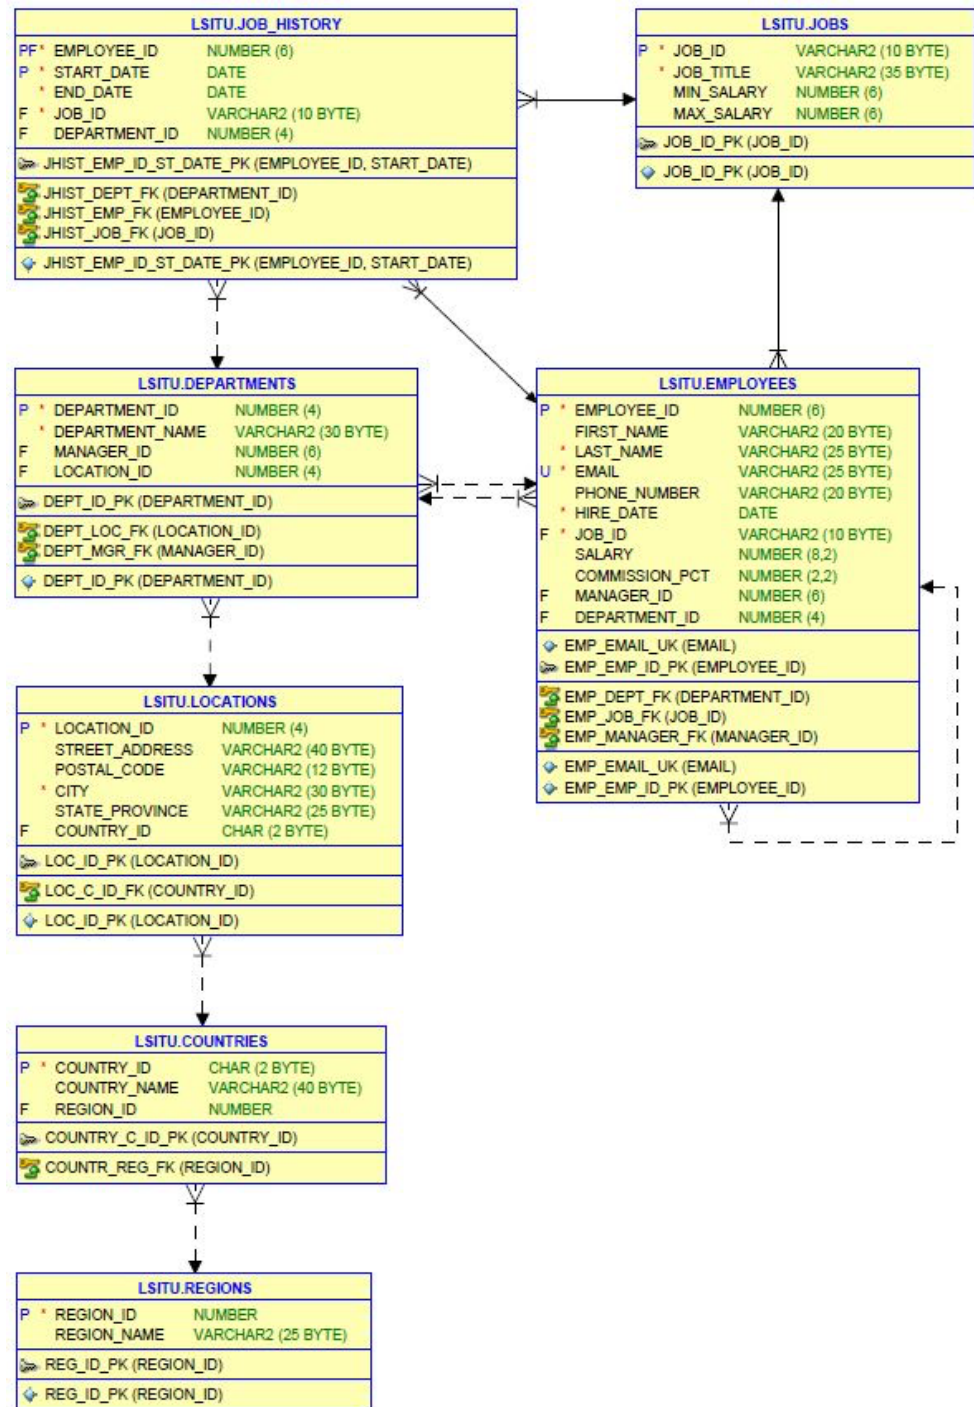 LSITU.JOB_HISTORY
PF* EMPLOYEE_ID NUMBER (6)
P * START_DATE DATE
* END_DATE DATE
F * JOB_ID VARCHAR2 (10 BYTE)
F DEPARTMENT_ID NUMBER (4)
JHIST_EMP_ID_ST_DATE_PK (EMPLOYEE_ID, START_DATE)
JHIST_DEPT_FK (DEPARTMENT_ID)
JHIST_EMP_FK (EMPLOYEE_ID)
JHIST_JOB_FK (JOB_ID)
JHIST_EMP_ID_ST_DATE_PK (EMPLOYEE_ID, START_DATE)
LSITU.JOBS
P * JOB_ID VARCHAR2 (10 BYTE)
* JOB_TITLE VARCHAR2 (35 BYTE)
MIN_SALARY NUMBER (6)
MAX_SALARY NUMBER (6)
JOB_ID_PK (JOB_ID)
JOB_ID_PK (JOB_ID)
LSITU.DEPARTMENTS
P * DEPARTMENT_ID NUMBER (4)
* DEPARTMENT_NAME VARCHAR2 (30 BYTE)
F MANAGER_ID NUMBER (6)
F LOCATION_ID NUMBER (4)
DEPT_ID_PK (DEPARTMENT_ID)
DEPT_LOC_FK (LOCATION_ID)
DEPT_MGR_FK (MANAGER_ID)
DEPT_ID_PK (DEPARTMENT_ID)
LSITU.EMPLOYEES
P * EMPLOYEE_ID NUMBER (6)
FIRST_NAME VARCHAR2 (20 BYTE)
* LAST_NAME VARCHAR2 (25 BYTE)
U * EMAIL VARCHAR2 (25 BYTE)
PHONE_NUMBER VARCHAR2 (20 BYTE)
* HIRE_DATE DATE
F * JOB_ID VARCHAR2 (10 BYTE)
SALARY NUMBER (8,2)
COMMISSION_PCT NUMBER (2,2)
F MANAGER_ID NUMBER (6)
F DEPARTMENT_ID NUMBER (4)
EMP_EMAIL_UK (EMAIL)
EMP_EMP_ID_PK (EMPLOYEE_ID)
EMP_DEPT_FK (DEPARTMENT_ID)
EMP_JOB_FK (JOB_ID)
EMP_MANAGER_FK (MANAGER_ID)
EMP_EMAIL_UK (EMAIL)
EMP_EMP_ID_PK (EMPLOYEE_ID)
LSITU.LOCATIONS
P * LOCATION_ID NUMBER (4)
STREET_ADDRESS VARCHAR2 (40 BYTE)
POSTAL_CODE VARCHAR2 (12 BYTE)
* CITY VARCHAR2 (30 BYTE)
STATE_PROVINCE VARCHAR2 (25 BYTE)
F COUNTRY_ID CHAR (2 BYTE)
LOC_ID_PK (LOCATION_ID)
LOC_C_ID_FK (COUNTRY_ID)
LOC_ID_PK (LOCATION_ID)
LSITU.COUNTRIES
P * COUNTRY_ID CHAR (2 BYTE)
COUNTRY_NAME VARCHAR2 (40 BYTE)
F REGION_ID NUMBER
COUNTRY_C_ID_PK (COUNTRY_ID)
COUNTR_REG_FK (REGION_ID)
LSITU.REGIONS
P * REGION_ID NUMBER
REGION_NAME VARCHAR2 (25 BYTE)
REG_ID_PK (REGION_ID)
REG_ID_PK (REGION_ID)